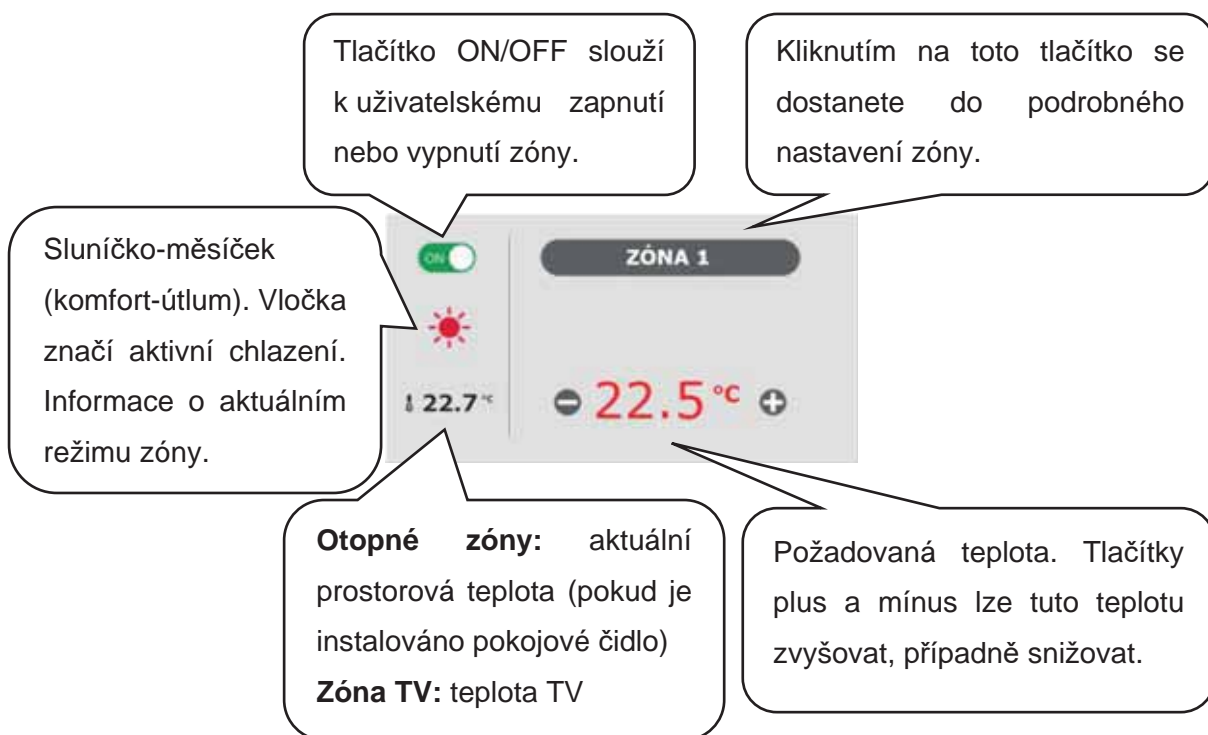 Tlačítko ON/OFF slouží
k uživatelskému zapnutí
nebo vypnutí zóny.
Kliknutím na toto tlačítko se
dostanete do podrobného
nastavení zóny.
Sluníčko-měsíček
(komfort-útlum). Vločka
značí aktivní chlazení.
Informace o aktuálním
režimu zóny.
ON
ZÓNA 1
22.7 °C
22.5 °C
Otopné zóny: aktuální
prostorová teplota (pokud je
instalováno pokojové čidlo)
Zóna TV: teplota TV
Požadovaná teplota. Tlačítky
plus a mínus lze tuto teplotu
zvyšovat, případně snižovat.